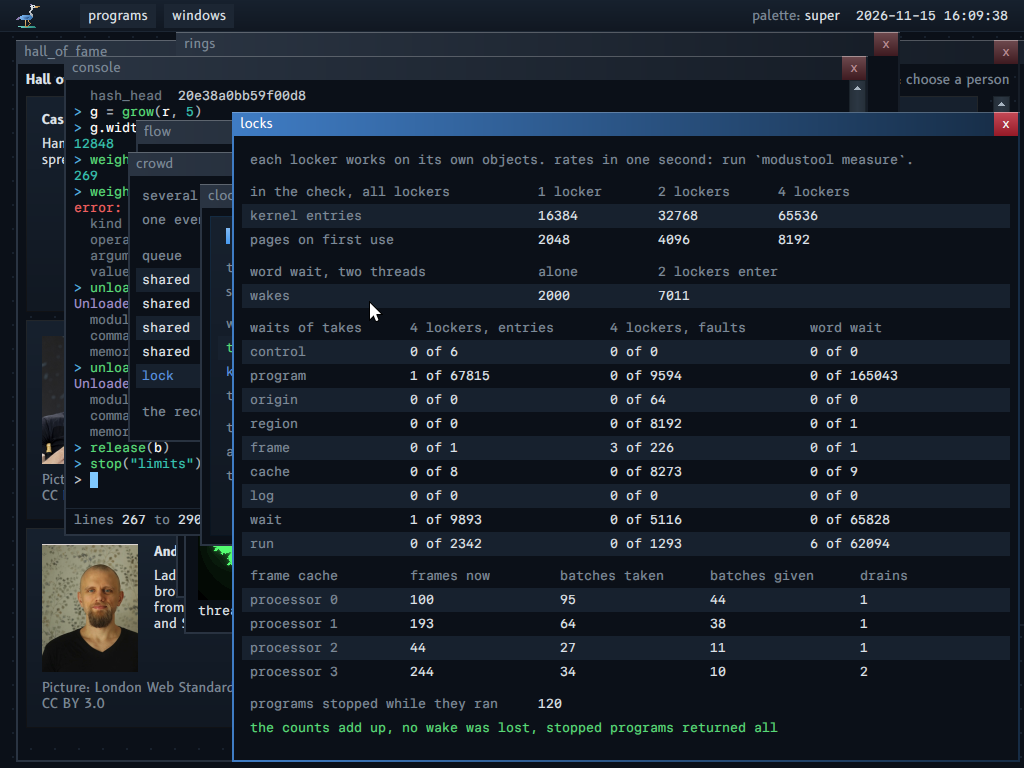 programs windows palette: super 2026-11-15 16:09:38
rings x
hall_of_fame x
console x
Hall choose a person
hash_head 20e38a0bb59f00d8
> g = grow(r, 5)
> g.widt
12848
269
error:
kind
Unloade
Unloade
> release(b)
> stop("limits")
>
lines 267 to 290
flow
crowd
several
one
queue
shared
shared
shared
shared
lock
the
Picture: London Web Standard
CC BY 3.0
locks x
each locker works on its own objects. rates in one second: run `modustool measure`.
in the check, all lockers 1 locker 2 lockers 4 lockers
kernel entries 16384 32768 65536
pages on first use 2048 4096 8192
word wait, two threads alone 2 lockers enter
wakes 2000 7011
waits of takes 4 lockers, entries 4 lockers, faults word wait
control 0 of 6 0 of 0 0 of 0
program 1 of 67815 0 of 9594 0 of 165043
origin 0 of 0 0 of 64 0 of 0
region 0 of 0 0 of 8192 0 of 1
frame 0 of 1 3 of 226 0 of 1
cache 0 of 8 0 of 8273 0 of 9
log 0 of 0 0 of 0 0 of 0
wait 1 of 9893 0 of 5116 0 of 65828
run 0 of 2342 0 of 1293 6 of 62094
frame cache frames now batches taken batches given drains
processor 0 100 95 44 1
processor 1 193 64 38 1
processor 2 44 27 11 1
processor 3 244 34 10 2
programs stopped while they ran 120
the counts add up, no wake was lost, stopped programs returned all